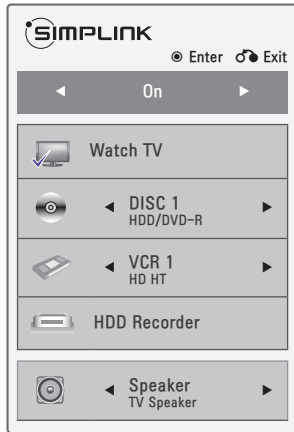 SIMPLINK
Enter Exit
On
Watch TV
DISC 1
HDD/DVD-R
VCR 1
HD HT
HDD Recorder
Speaker
TV Speaker